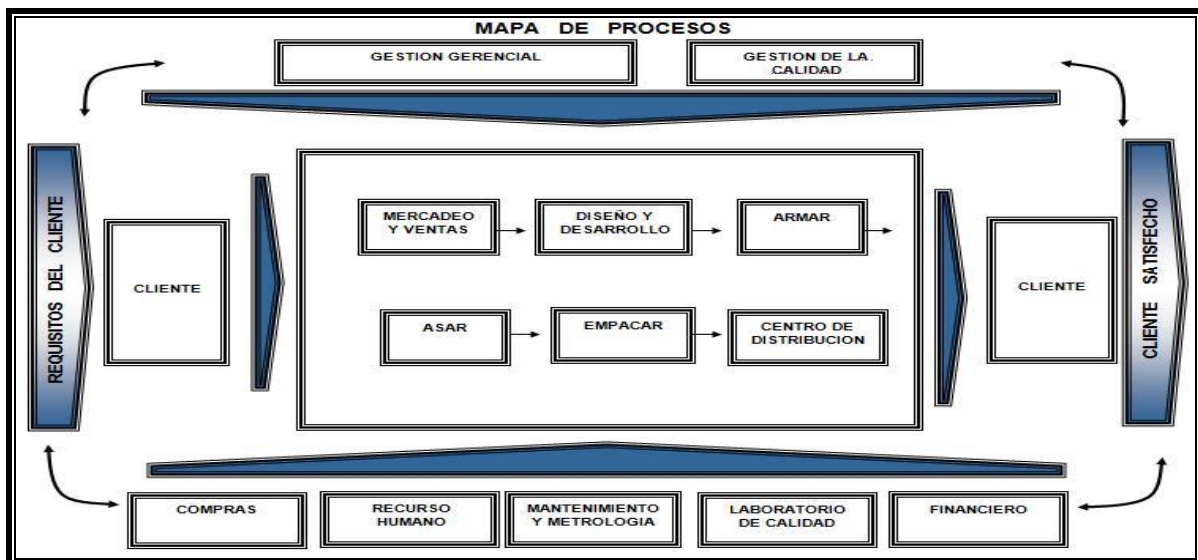 MAPA DE PROCESOS
GESTION GERENCIAL
GESTION DE LA.
CALIDAD
REQUISITOS DEL CLIENTE
CLIENTE
MERCADEO
Y VENTAS
DISEÑO Y
DESARROLLO
ARMAR
ASAR
EMPACAR
CENTRO DE
DISTRIBUCION
CLIENTE
CLIENTE SATISFECHO
COMPRAS
RECURSO
HUMANO
MANTENIMIENTO
Y METROLOGIA
LABORATORIO
DE CALIDAD
FINANCIERO